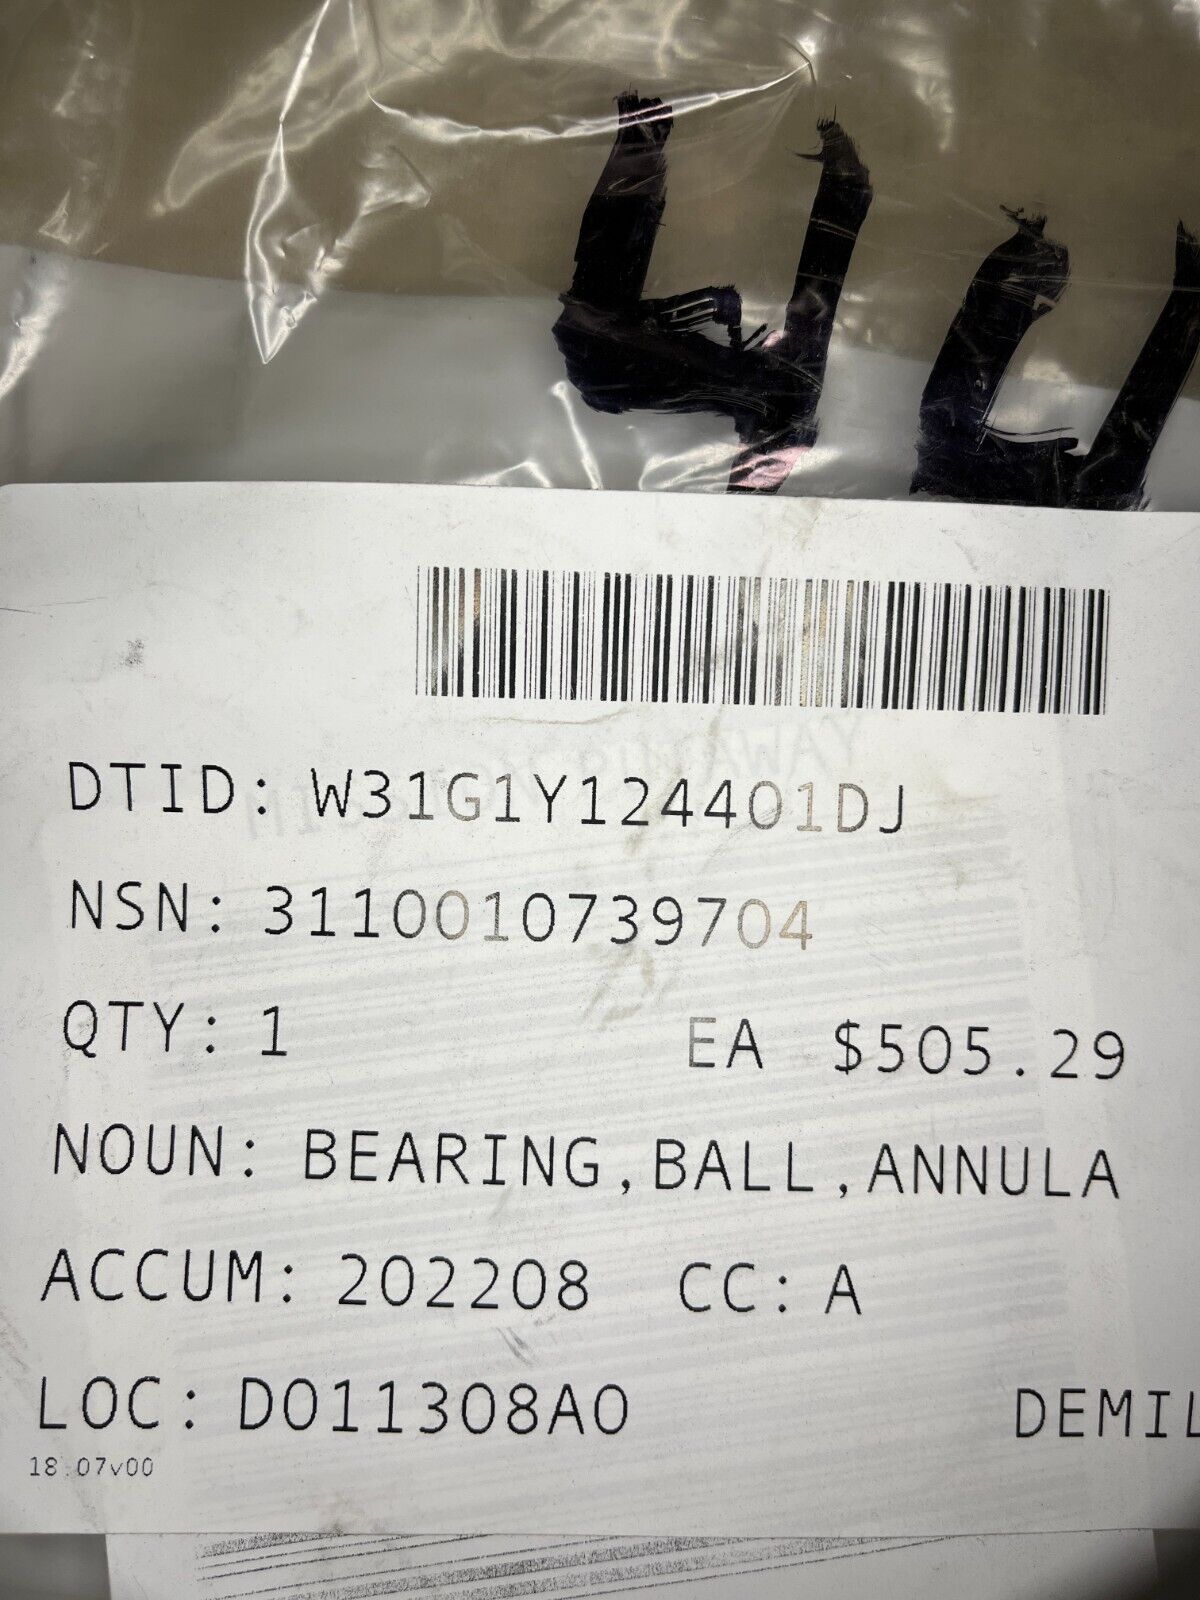 DTID: W31G1Y124401DJ
NSN: 3110010739704
QTY: 1 EA $505.29
NOUN: BEARING,BALL,ANNULA
ACCUM: 202208 CC: A
LOC: D011308A0 DEMIL
18.07v00